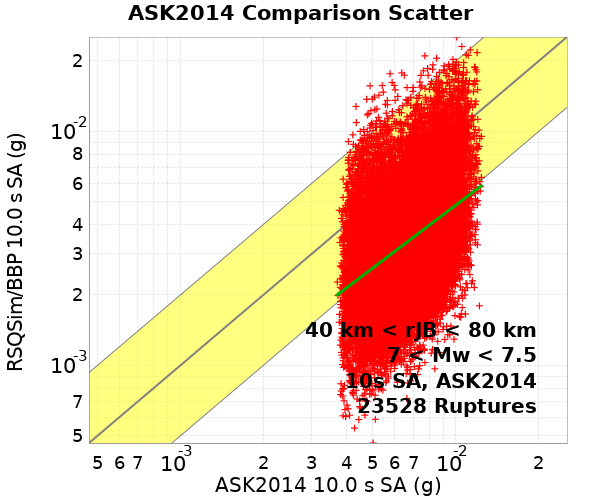 ASK2014 Comparison Scatter
RSQSim/BBP 10.0 s SA (g)
2
10-2
8
6
4
3
2
10-3
7
5
40 km < rJB < 80 km
7 < Mw < 7.5
10s SA, ASK2014
23528 Ruptures
5 6 7 10-3 2 3 4 5 6 7 10-2 2
ASK2014 10.0 s SA (g)